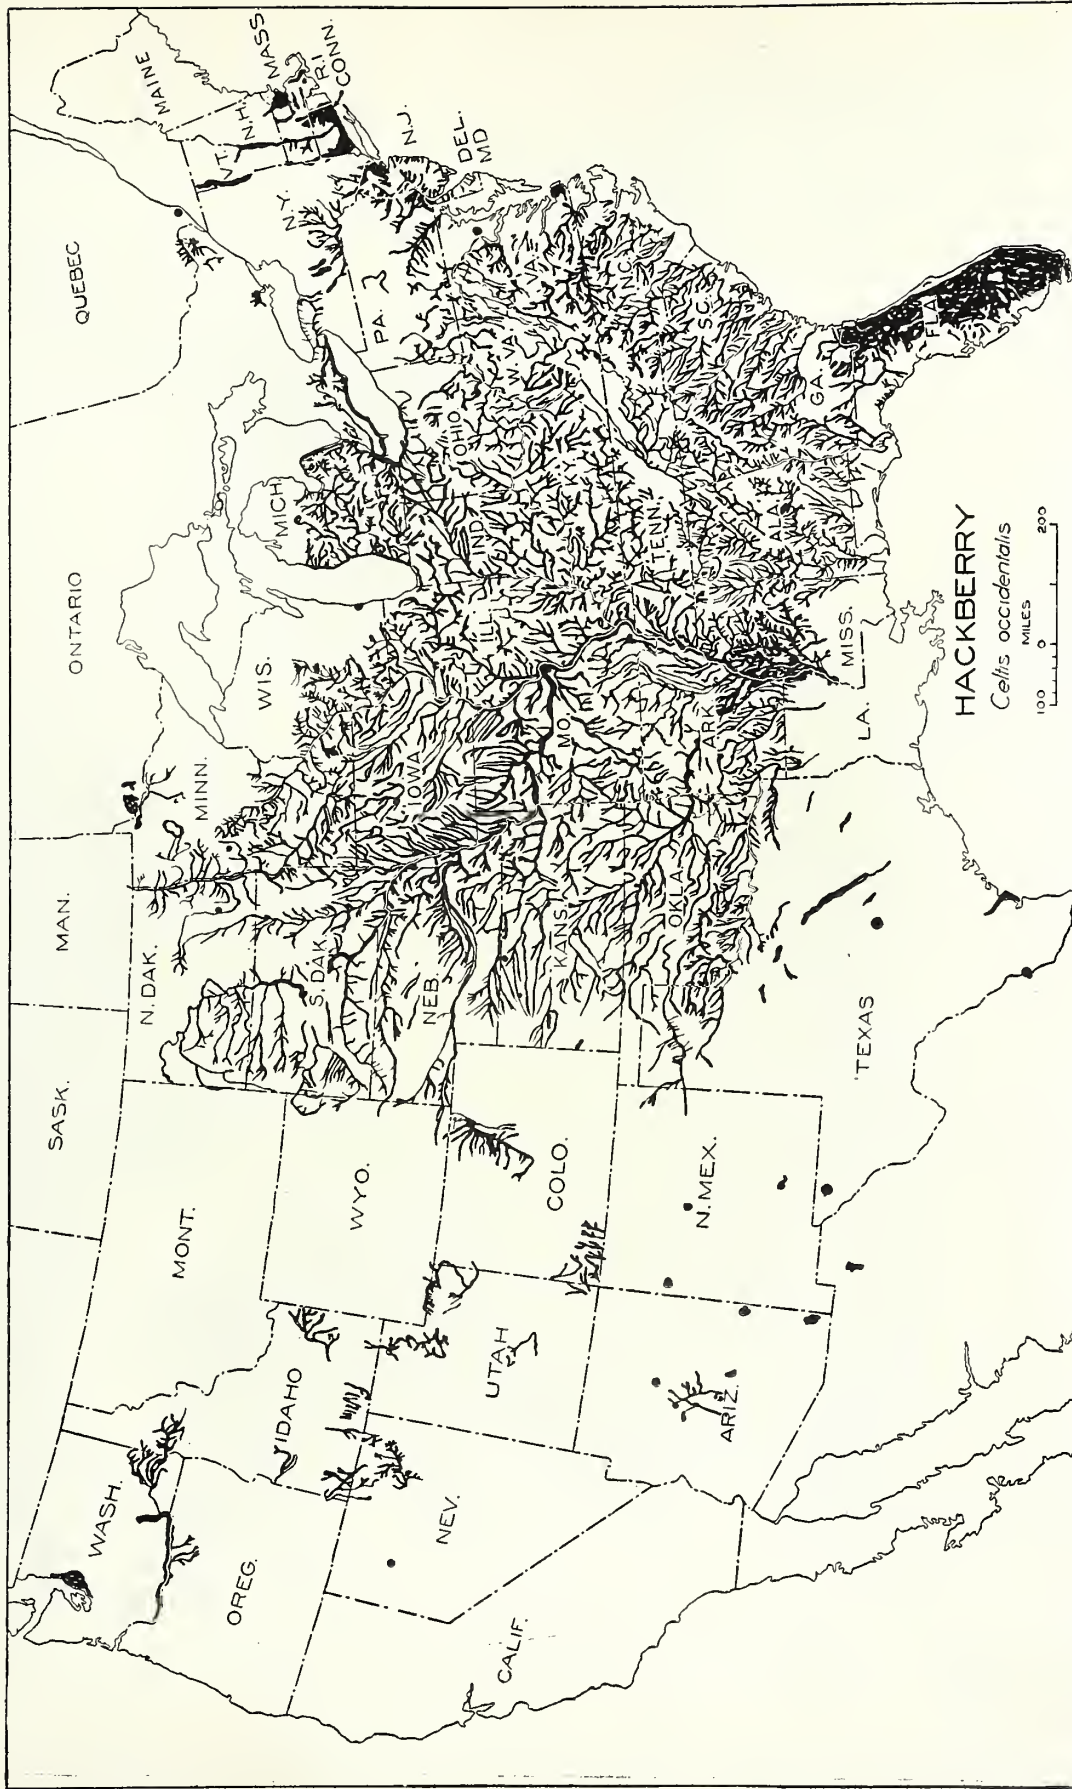 WASH.
OREG.
CALIF.
NEV.
IDAHO
MONT.
WYO.
UTAH
ARIZ.
COLO.
N.MEX.
SASK.
MAN.
ONTARIO
QUEBEC
N. DAK.
S. DAK.
NEB.
KANS.
OKLA.
TEXAS
MINN.
IOWA
MO.
ARK.
LA.
WIS.
ILL.
MISS.
MICH
IND.
KY.
TENN.
ALA.
OHIO
W.VA.
VA.
N.C.
S.C.
GA.
FLA.
PA.
N.Y.
VT.
N.H.
MAINE
MASS
R.I.
CONN.
N.J.
DEL.
MD
HACKBERRY
Celtis occidentalis
100 0 200
MILES